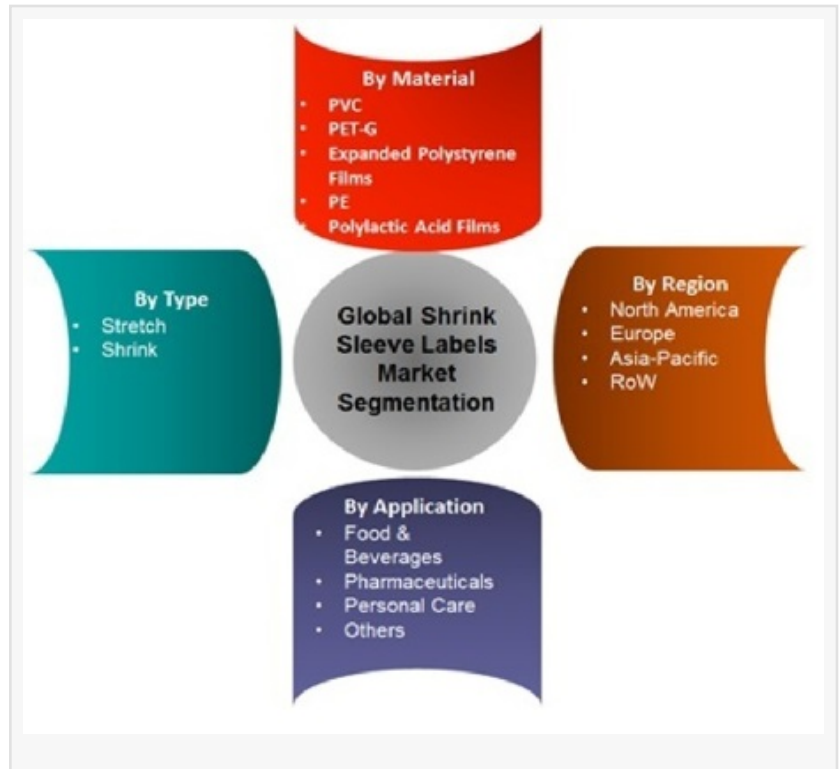 By Material
• PVC
• PET-G
• Expanded Polystyrene
Films
• PE
• Polylactic Acid Films
By Type
• Stretch
• Shrink
Global Shrink
Sleeve Labels
Market
Segmentation
By Region
• North America
• Europe
• Asia-Pacific
• RoW
By Application
• Food &
Beverages
• Pharmaceuticals
• Personal Care
• Others